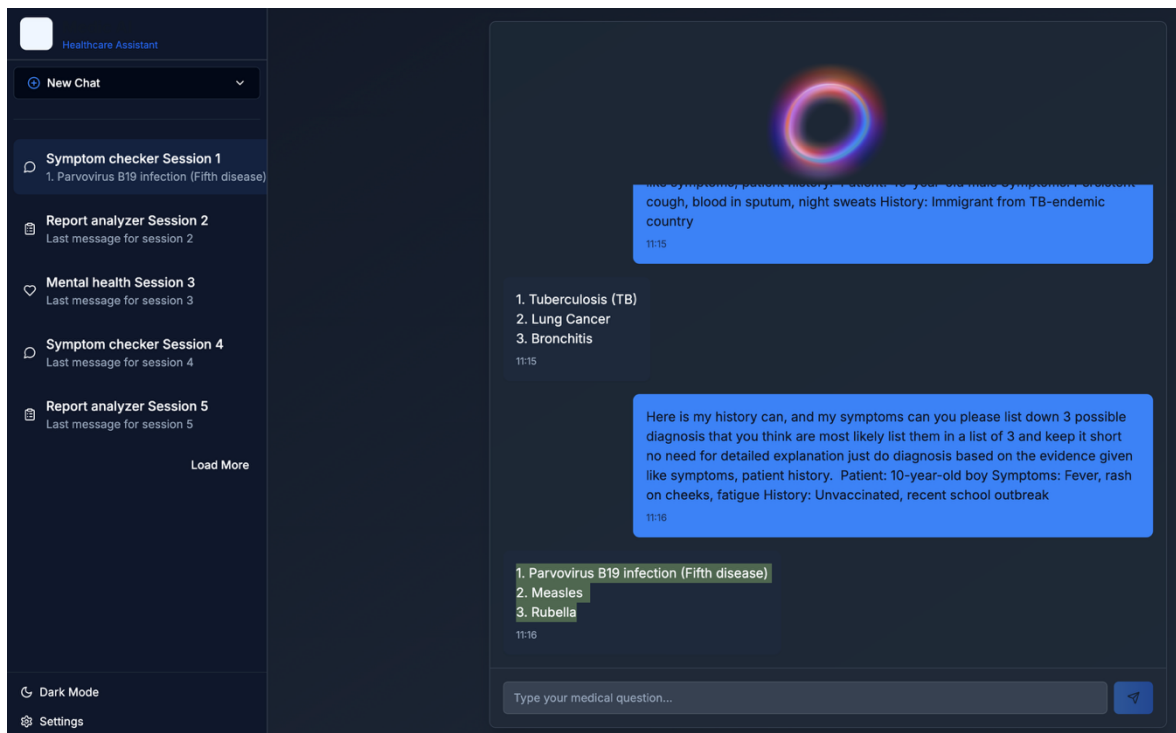 Healthcare Assistant
New Chat
Symptom checker Session 1
1. Parvovirus B19 infection (Fifth disease)
Report analyzer Session 2
Last message for session 2
Mental health Session 3
Last message for session 3
Symptom checker Session 4
Last message for session 4
Report analyzer Session 5
Last message for session 5
Load More
Dark Mode
Settings
like symptoms, patient history. Patient: 
cough, blood in sputum, night sweats History: Immigrant from TB-endemic
country
11:15
1. Tuberculosis (TB)
2. Lung Cancer
3. Bronchitis
11:15
Here is my history can, and my symptoms can you please list down 3 possible
diagnosis that you think are most likely list them in a list of 3 and keep it short
no need for detailed explanation just do diagnosis based on the evidence given
like symptoms, patient history. Patient: 10-year-old boy Symptoms: Fever, rash
on cheeks, fatigue History: Unvaccinated, recent school outbreak
11:16
1. Parvovirus B19 infection (Fifth disease)
2. Measles
3. Rubella
11:16
Type your medical question...